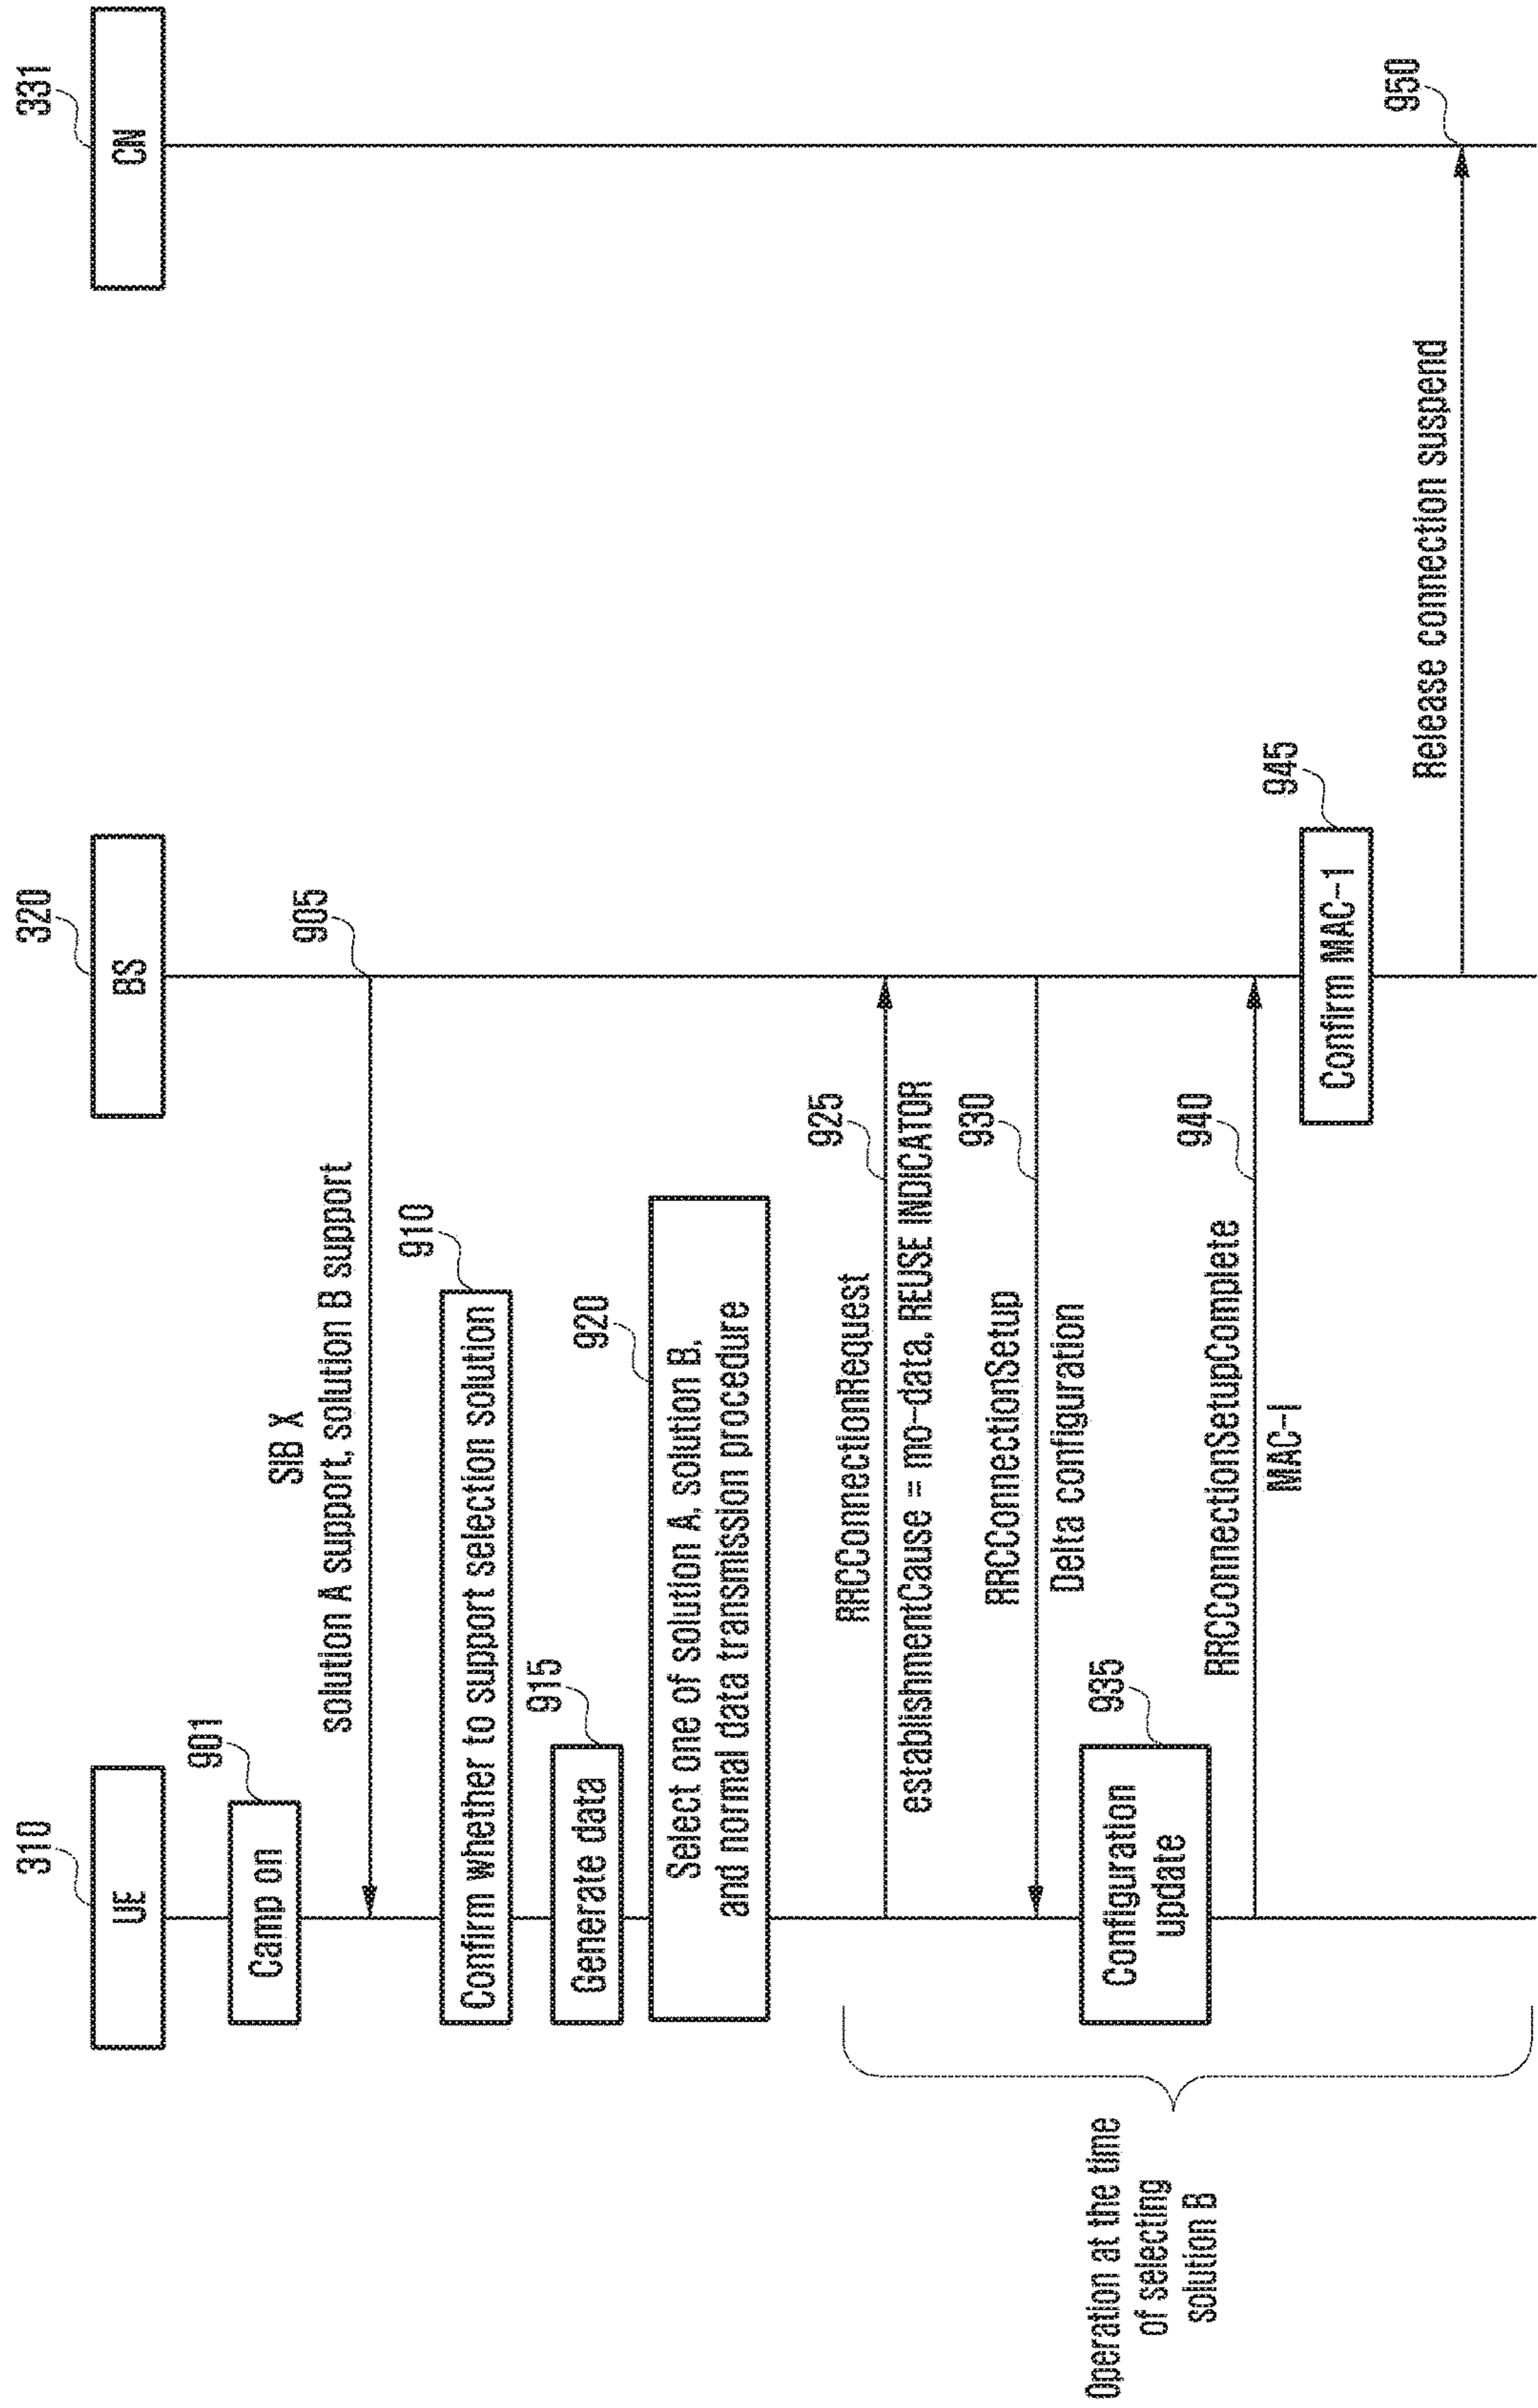 310
320
331
UE
BS
CN
901
Camp on
905
SIB X
solution A support, solution B support
910
Confirm whether to support selection solution
915
Generate data
920
Select one of solution A, solution B,
and normal data transmission procedure
925
RRCConnectionRequest
establishmentCause = mo-data, REUSE INDICATOR
930
RRCConnectionSetup
Delta configuration
935
Configuration
update
940
RRCConnectionSetupComplete
MAC-I
945
Confirm MAC-1
950
Release connection suspend
Operation at the time
of selecting
solution B